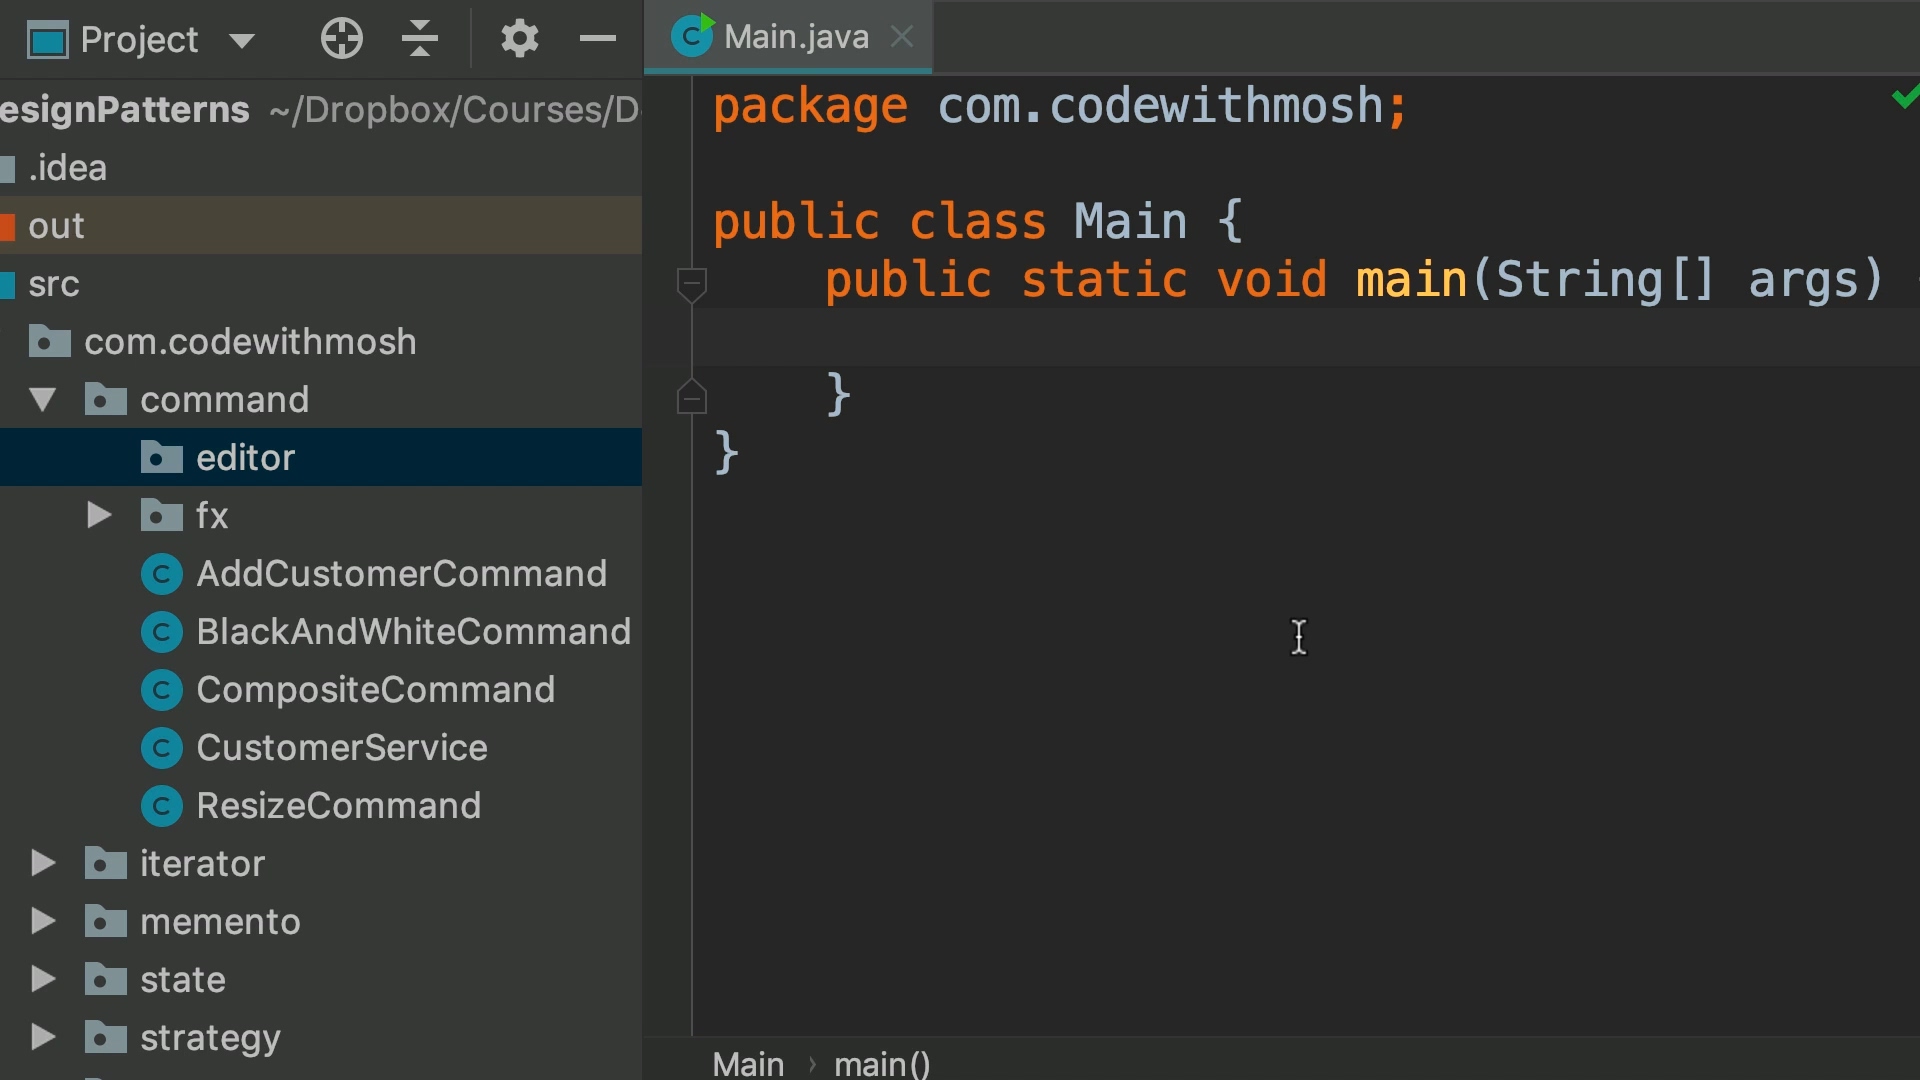 Project
Main.java
esignPatterns ~/Dropbox/Courses/D
.idea
out
src
com.codewithmosh
command
editor
fx
AddCustomerCommand
BlackAndWhiteCommand
CompositeCommand
CustomerService
ResizeCommand
iterator
memento
state
strategy
package com.codewithmosh;
public class Main {
public static void main(String[] args)
}
}
Main › main()